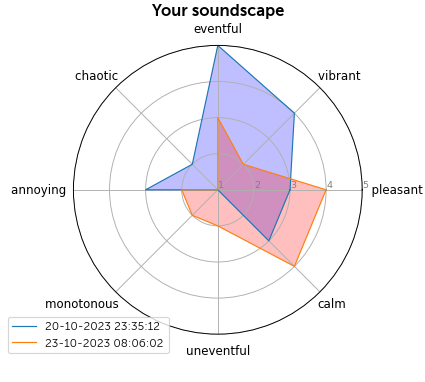 Your soundscape
eventful
chaotic
vibrant
annoying
1 2 3 4 5
pleasant
monotonous
calm
20-10-2023 23:35:12
23-10-2023 08:06:02
uneventful